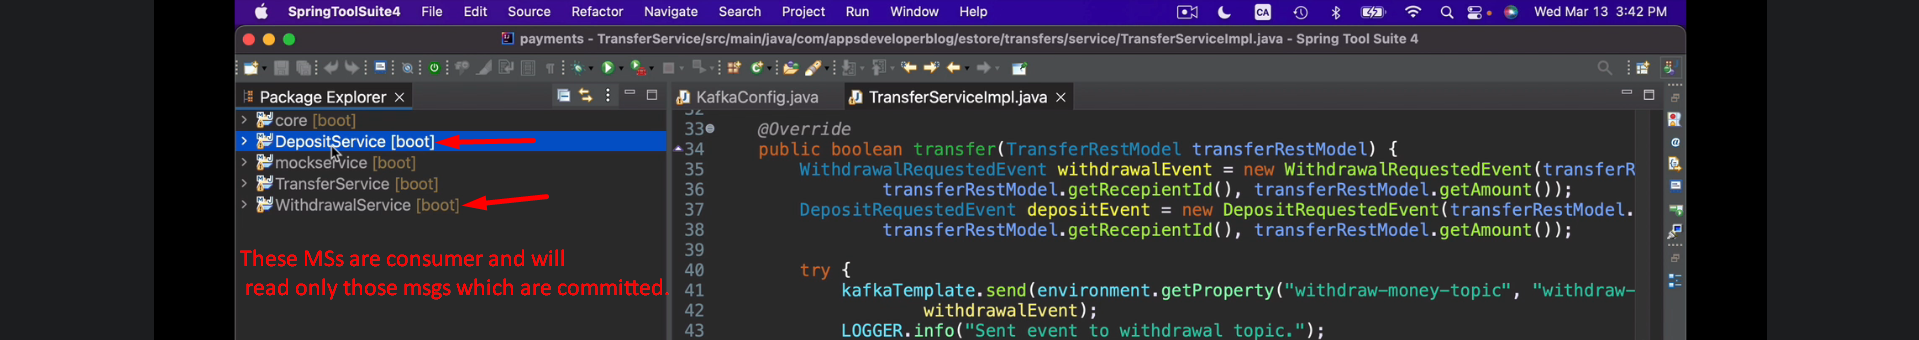 SpringToolSuite4 File Edit Source Refactor Navigate Search Project Run Window Help CA Wed Mar 13 3:42 PM
payments - TransferService/src/main/java/com/appsdeveloperblog/estore/transfers/service/TransferServiceImpl.java - Spring Tool Suite 4
Package Explorer
core [boot]
DepositService [boot]
mockservice [boot]
TransferService [boot]
WithdrawalService [boot]
These MSs are consumer and will
read only those msgs which are committed.
KafkaConfig.java TransferServiceImpl.java
32
33 @Override
34 public boolean transfer(TransferRestModel transferRestModel) {
35 WithdrawalRequestedEvent withdrawalEvent = new WithdrawalRequestedEvent(transferR
36 transferRestModel.getRecepientId(), transferRestModel.getAmount());
37 DepositRequestedEvent depositEvent = new DepositRequestedEvent(transferRestModel.
38 transferRestModel.getRecepientId(), transferRestModel.getAmount());
39
40 try {
41 kafkaTemplate.send(environment.getProperty("withdraw-money-topic", "withdraw-
42 withdrawalEvent);
43 LOGGER.info("Sent event to withdrawal topic.");